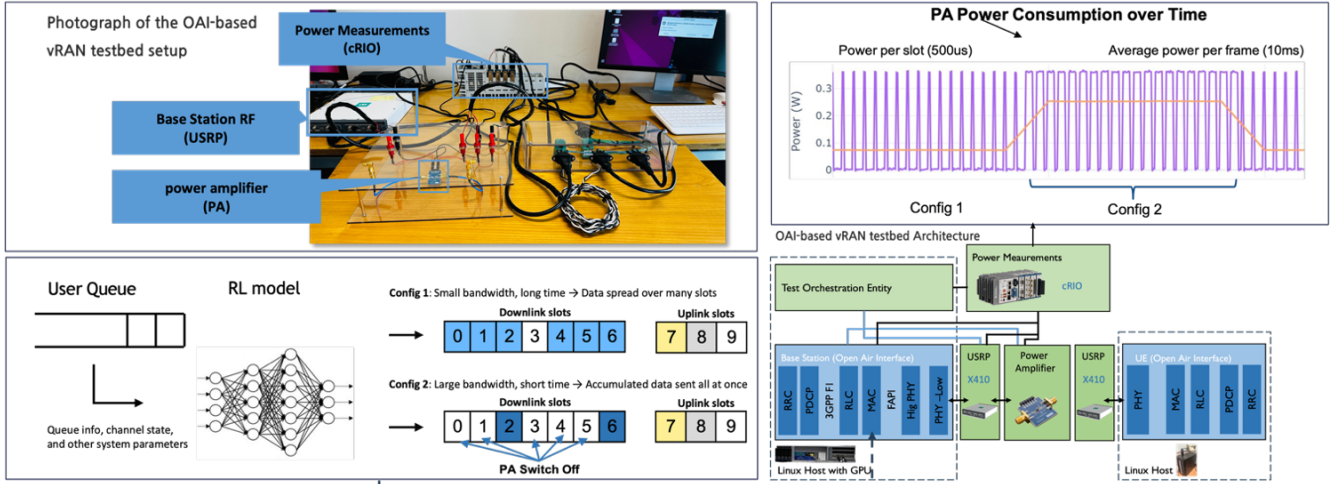 Photograph of the OAI-based
vRAN testbed setup
Power Measurements
(cRIO)
Base Station RF
(USRP)
power amplifier
(PA)
PA Power Consumption over Time
Power per slot (500us)
Average power per frame (10ms)
Power (W)
0.3
0.2
0.1
0
Config 1
Config 2
User Queue
RL model
Queue info, channel state,
and other system parameters
Config 1: Small bandwidth, long time → Data spread over many slots
Downlink slots
Uplink slots
0 1 2 3 4 5 6
7 8 9
Config 2: Large bandwidth, short time → Accumulated data sent all at once
Downlink slots
Uplink slots
0 1 2 3 4 5 6
7 8 9
PA Switch Off
OAI-based vRAN testbed Architecture
Power Meaurements
cRIO
Test Orchestration Entity
Base Station (Open Air Interface)
RRC
PDCP
3GPP FI
RLC
MAC
FAPI
Hig PHY
PHY –Low
USRP
X410
Power
Amplifier
USRP
X410
UE (Open Air Interface)
PHY
MAC
RLC
PDCP
RRC
Linux Host with GPU
Linux Host